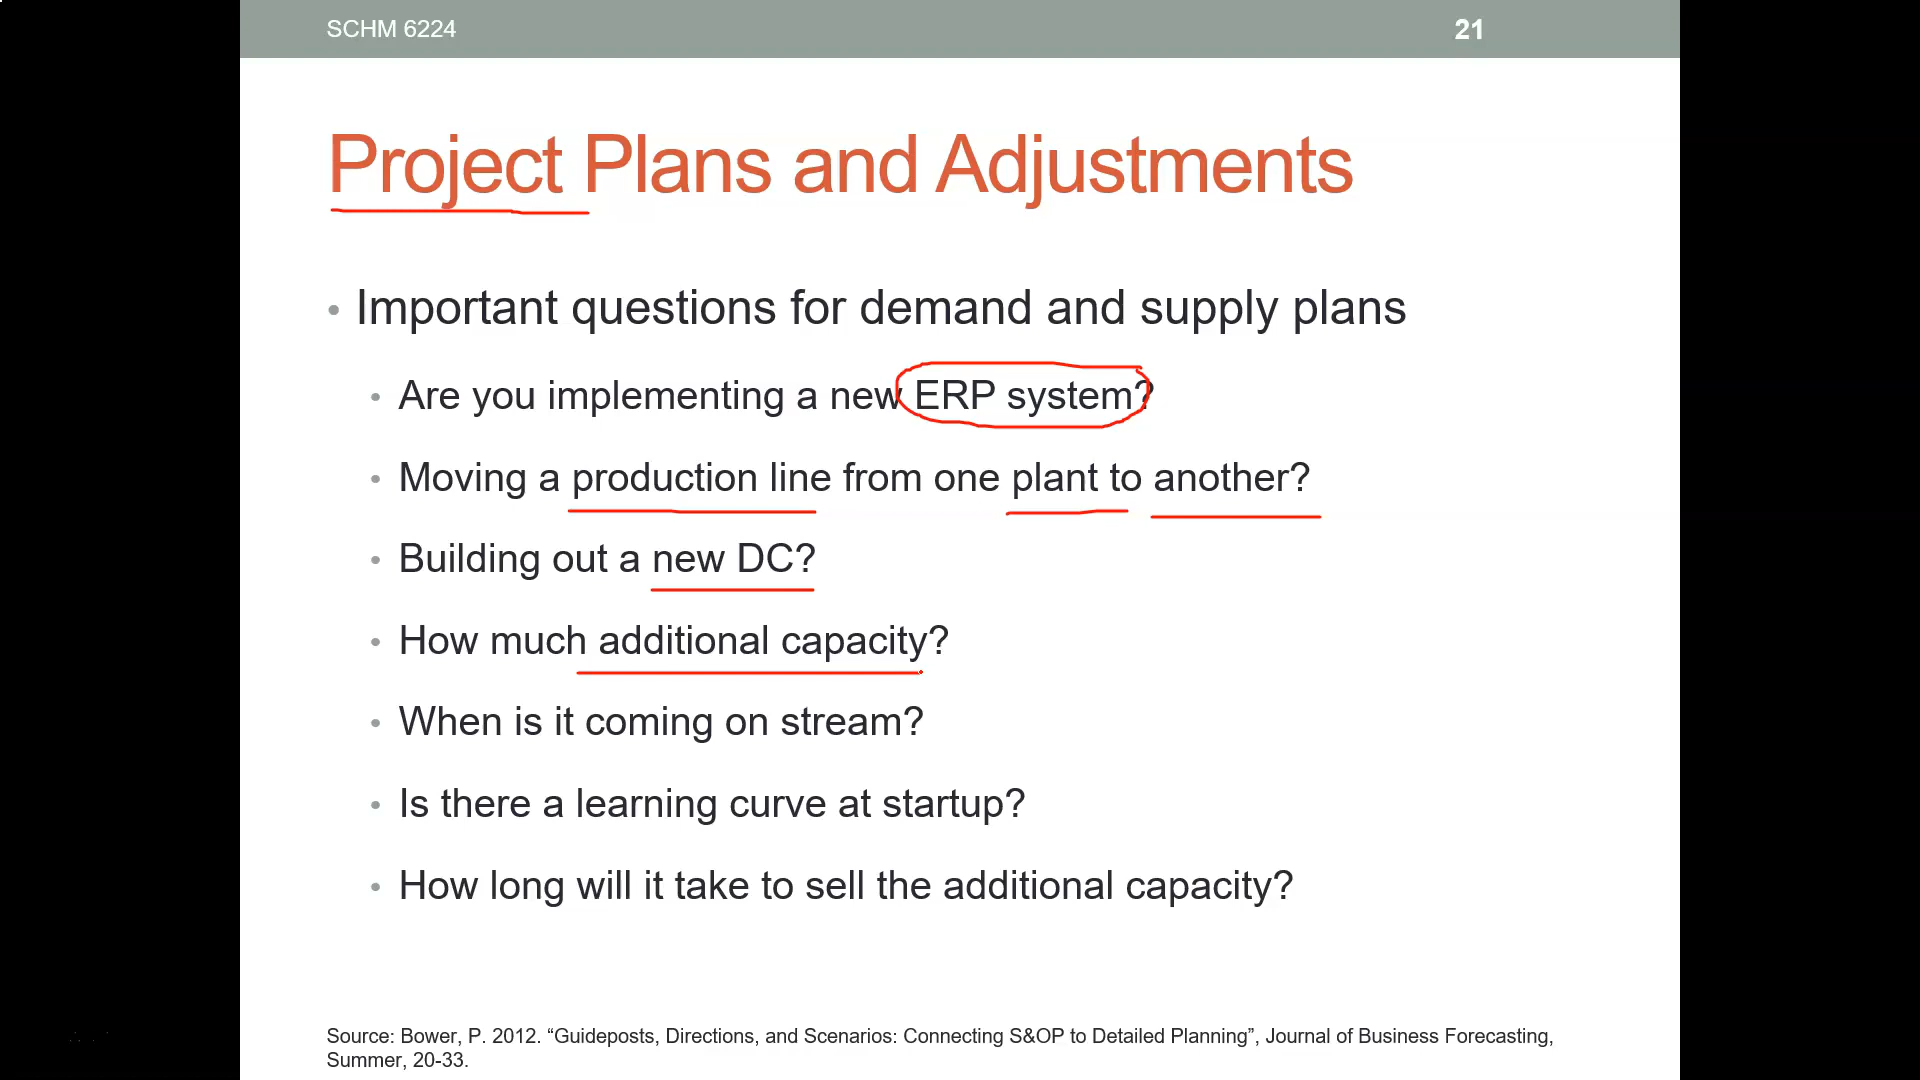 SCHM 6224
21
Project Plans and Adjustments
• Important questions for demand and supply plans
• Are you implementing a new ERP system?
• Moving a production line from one plant to another?
• Building out a new DC?
• How much additional capacity?
• When is it coming on stream?
• Is there a learning curve at startup?
• How long will it take to sell the additional capacity?
Source: Bower, P. 2012. “Guideposts, Directions, and Scenarios: Connecting S&OP to Detailed Planning”, Journal of Business Forecasting,
Summer, 20-33.